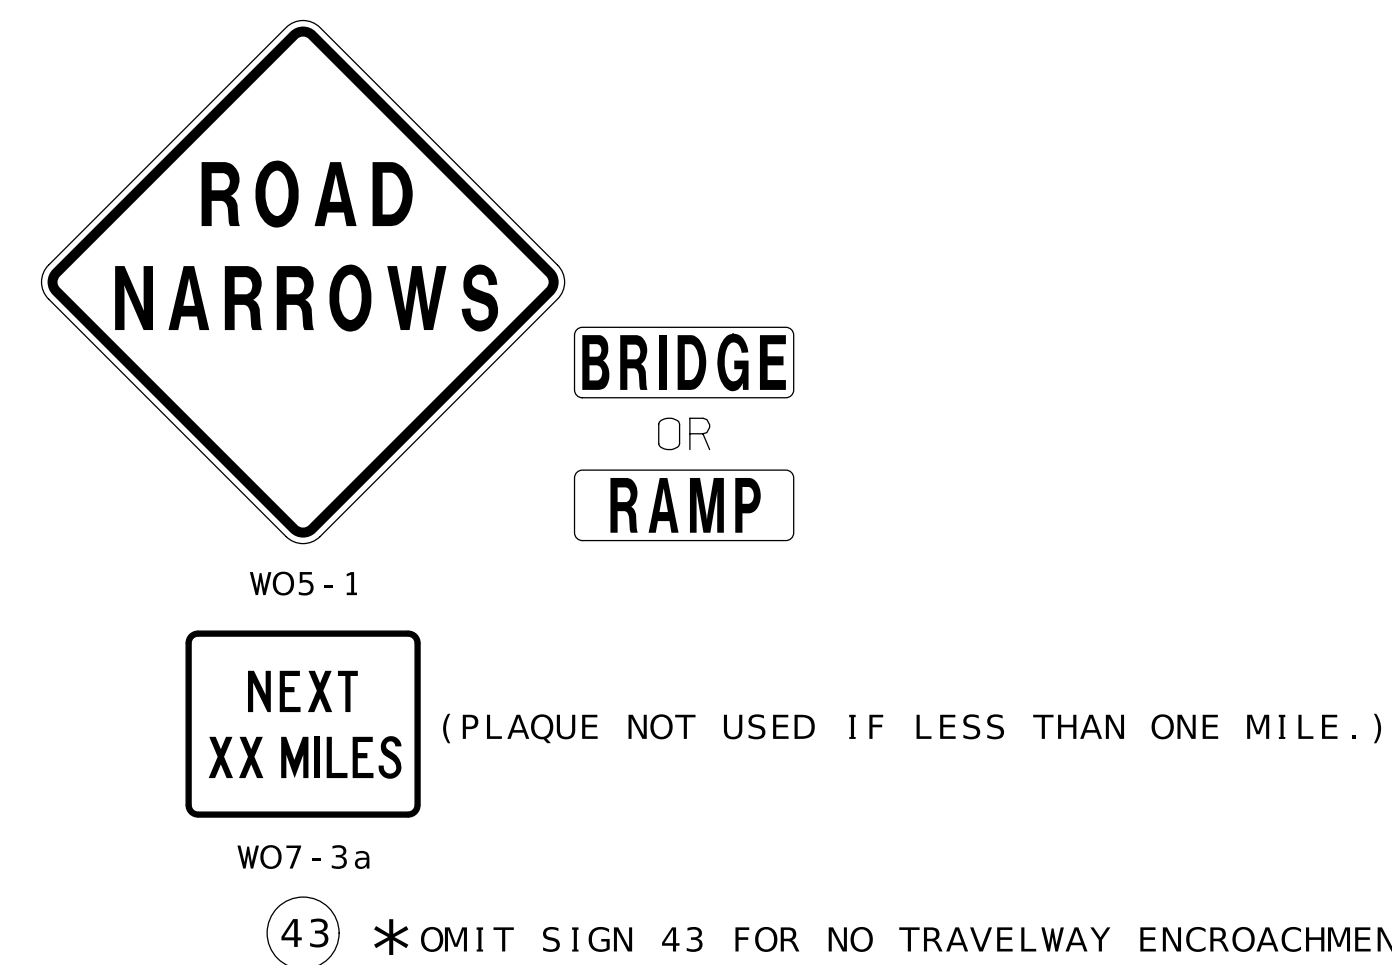 ROAD
NARROWS
BRIDGE
OR
RAMP
WO5-1
NEXT
XX MILES
(PLAQUE NOT USED IF LESS THAN ONE MILE.)
WO7-3a
43 *OMIT SIGN 43 FOR NO TRAVELWAY ENCROACHMEN